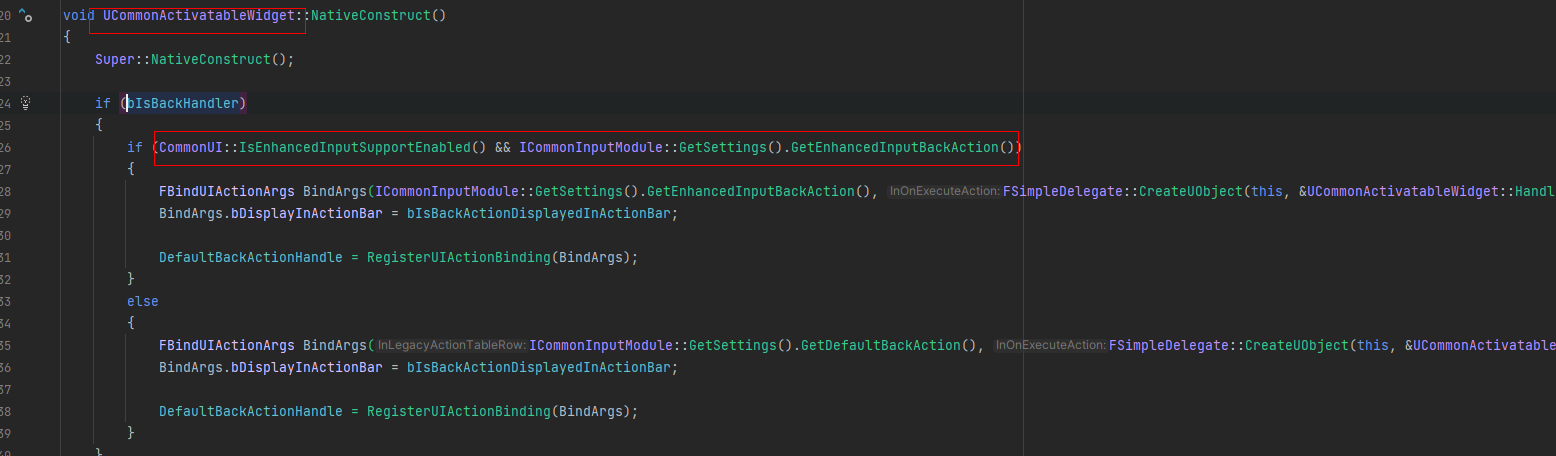 20 void UCommonActivatableWidget::NativeConstruct()
21 {
22 Super::NativeConstruct();
23
24 if (bIsBackHandler)
25 {
26 if (CommonUI::IsEnhancedInputSupportEnabled() && ICommonInputModule::GetSettings().GetEnhancedInputBackAction())
27 {
28 FBindUIActionArgs BindArgs(ICommonInputModule::GetSettings().GetEnhancedInputBackAction(), InOnExecuteAction: FSimpleDelegate::CreateUObject(this, &UCommonActivatableWidget::Handl
29 BindArgs.bDisplayInActionBar = bIsBackActionDisplayedInActionBar;
30
31 DefaultBackActionHandle = RegisterUIActionBinding(BindArgs);
32 }
33 else
34 {
35 FBindUIActionArgs BindArgs( InLegacyActionTableRow: ICommonInputModule::GetSettings().GetDefaultBackAction(), InOnExecuteAction: FSimpleDelegate::CreateUObject(this, &UCommonActivatable
36 BindArgs.bDisplayInActionBar = bIsBackActionDisplayedInActionBar;
37
38 DefaultBackActionHandle = RegisterUIActionBinding(BindArgs);
39 }
40 }